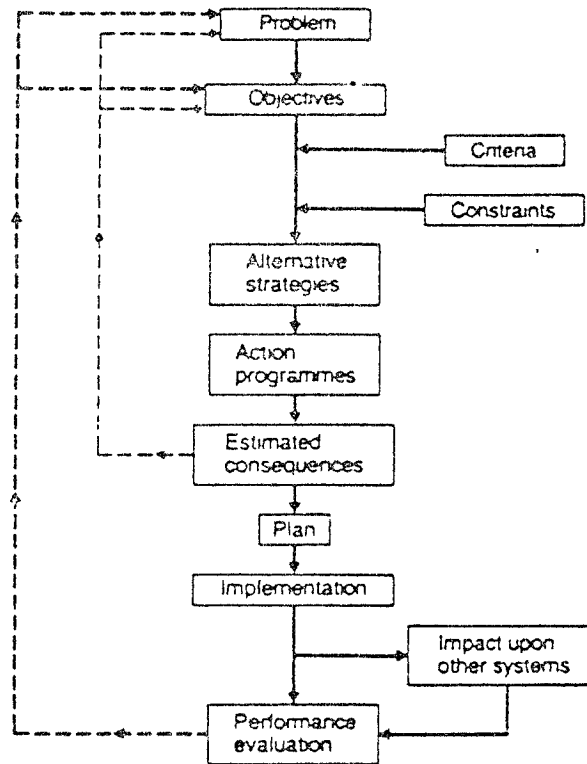 Problem
Objectives
Criteria
Constraints
Alternative
strategies
Action
programmes
Estimated
consequences
Plan
Implementation
Impact upon
other systems
Performance
evaluation